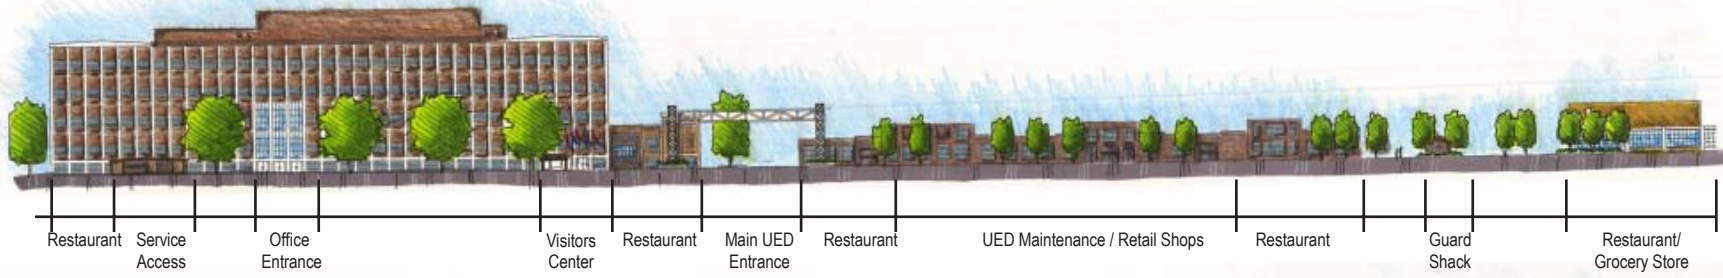 Restaurant
Service
Access
Office
Entrance
Visitors
Center
Restaurant
Main UED
Entrance
Restaurant
UED Maintenance / Retail Shops
Restaurant
Guard
Shack
Restaurant/
Grocery Store